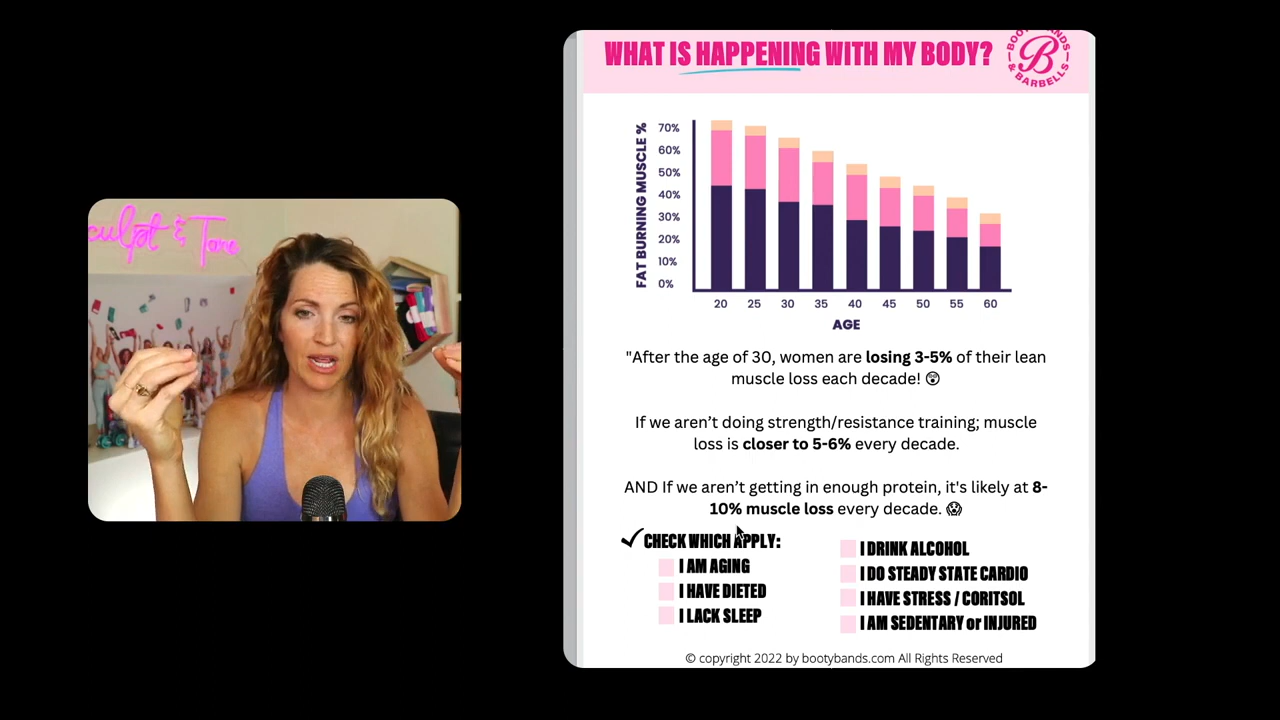 culpt & Tone
WHAT IS HAPPENING WITH MY BODY?
BOOTY BANDS
B
& BARBELLS
FAT BURNING MUSCLE %
70%
60%
50%
40%
30%
20%
10%
0%
20 25 30 35 40 45 50 55 60
AGE
"After the age of 30, women are losing 3-5% of their lean
muscle loss each decade! 😲
If we aren’t doing strength/resistance training; muscle
loss is closer to 5-6% every decade.
AND If we aren’t getting in enough protein, it's likely at 8-
10% muscle loss every decade. 😱
CHECK WHICH APPLY:
I AM AGING
I HAVE DIETED
I LACK SLEEP
I DRINK ALCOHOL
I DO STEADY STATE CARDIO
I HAVE STRESS / CORITSOL
I AM SEDENTARY or INJURED
© copyright 2022 by bootybands.com All Rights Reserved